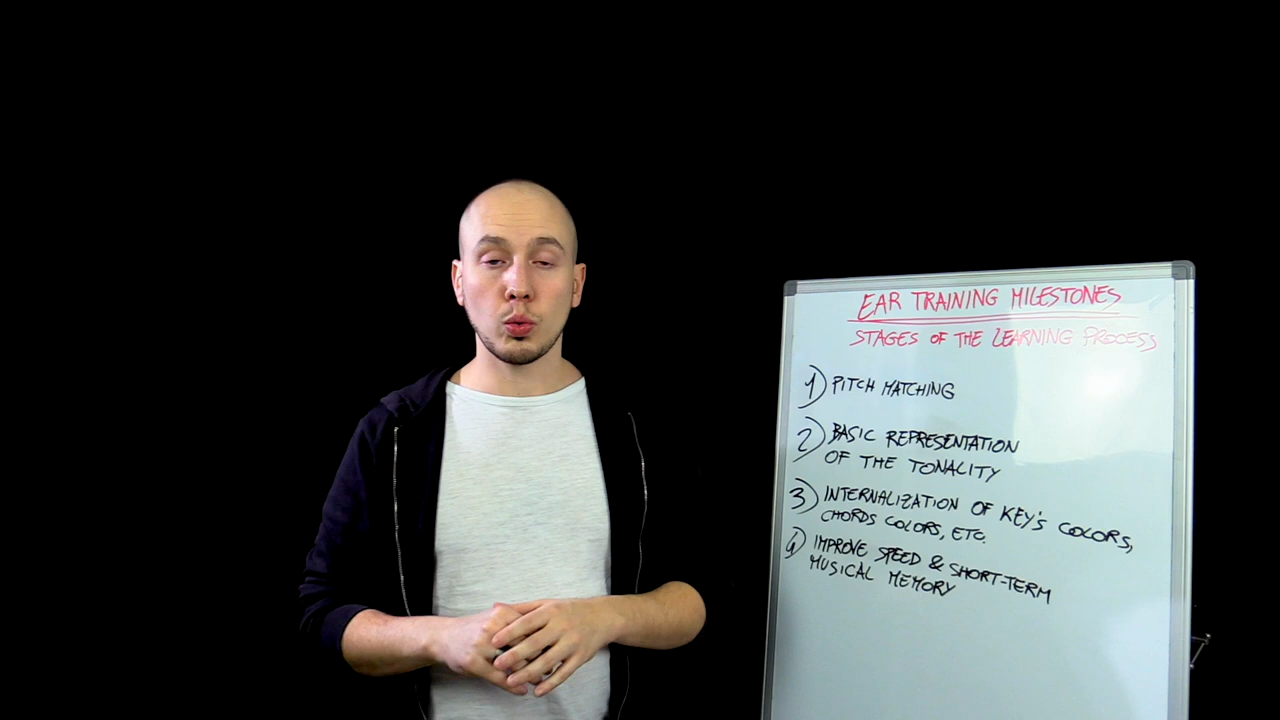 EAR TRAINING MILESTONES
STAGES OF THE LEARNING PROCESS
1) PITCH MATCHING
2) BASIC REPRESENTATION
OF THE TONALITY
3) INTERNALIZATION OF KEY'S COLORS,
CHORDS COLORS, ETC.
4) IMPROVE SPEED & SHORT-TERM
MUSICAL MEMORY